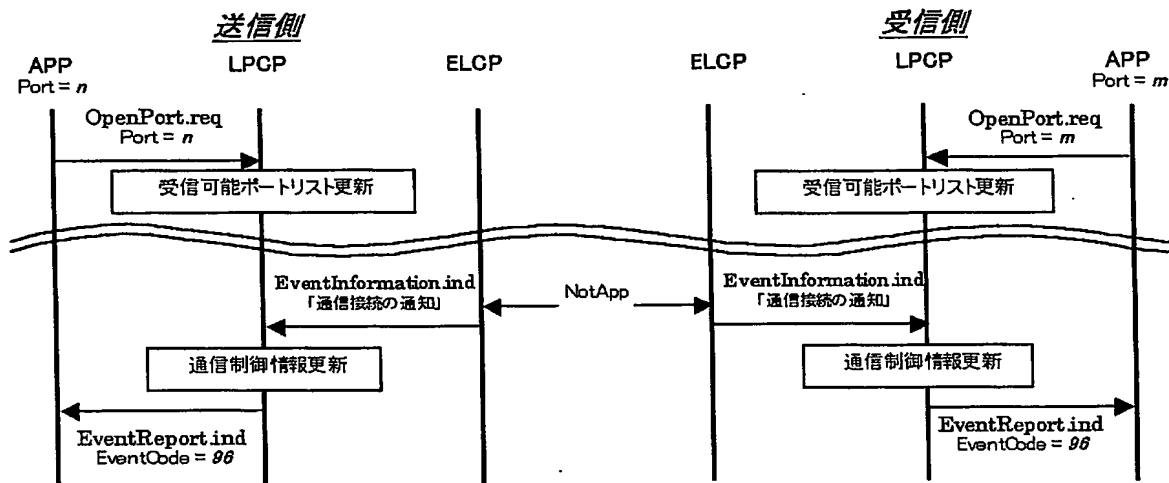 送信側
受信側
APP
Port = n
LPCP
ELCP
ELCP
LPCP
APP
Port = m
OpenPort.req
Port = n
OpenPort.req
Port = m
受信可能ポートリスト更新
受信可能ポートリスト更新
EventInformation.ind
「通信接続の通知」
NotApp
EventInformation.ind
「通信接続の通知」
通信制御情報更新
通信制御情報更新
EventReport.ind
EventCode = 96
EventReport.ind
EventCode = 96